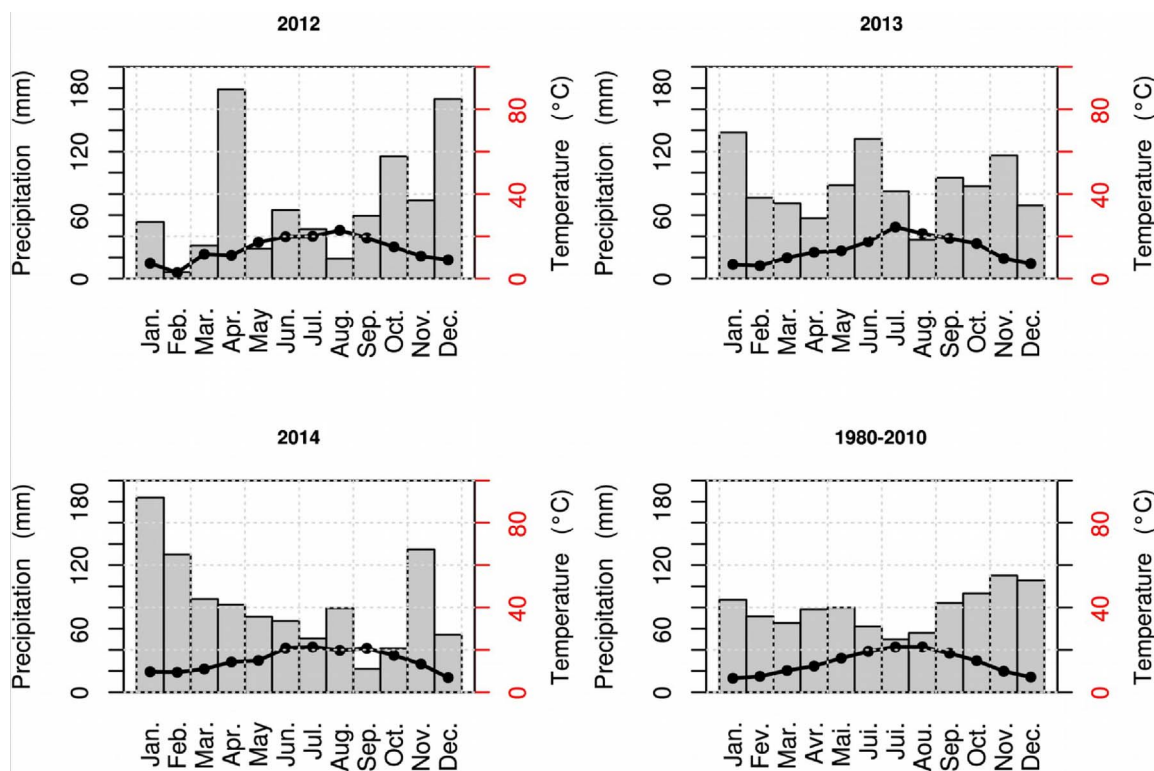 2012
Precipitation (mm)
0 60 120 180
Temperature (°C)
0 20 40 80
Jan. Feb. Mar. Apr. May Jun. Jul. Aug. Sep. Oct. Nov. Dec.
2013
Precipitation (mm)
0 60 120 180
Temperature (°C)
0 20 40 80
Jan. Feb. Mar. Apr. May Jun. Jul. Aug. Sep. Oct. Nov. Dec.
2014
Precipitation (mm)
0 60 120 180
Temperature (°C)
0 20 40 80
Jan. Feb. Mar. Apr. May Jun. Jul. Aug. Sep. Oct. Nov. Dec.
1980-2010
Precipitation (mm)
0 60 120 180
Temperature (°C)
0 20 40 80
Jan. Fev. Mar. Avr. Mai. Jui. Jui. Aou. Sep. Oct. Nov. Dec.